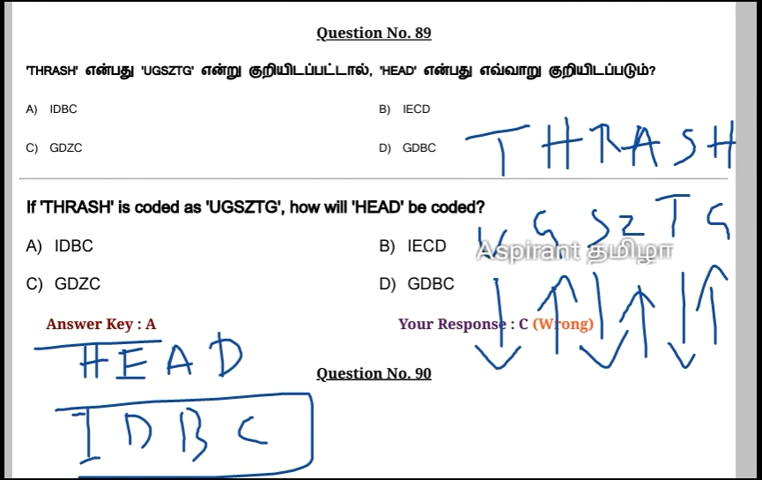 Question No. 89
'THRASH' என்பது 'UGSZTG' என்று குறியிடப்பட்டால், 'HEAD' என்பது எவ்வாறு குறியிடப்படும்?
A) IDBC
B) IECD
C) GDZC
D) GDBC
THRASH
If 'THRASH' is coded as 'UGSZTG', how will 'HEAD' be coded?
UGSZTG
A) IDBC
B) IECD
Aspirant தமிழா
C) GDZC
D) GDBC
Answer Key : A
Your Response : C (Wrong)
HEAD
Question No. 90
IDBC